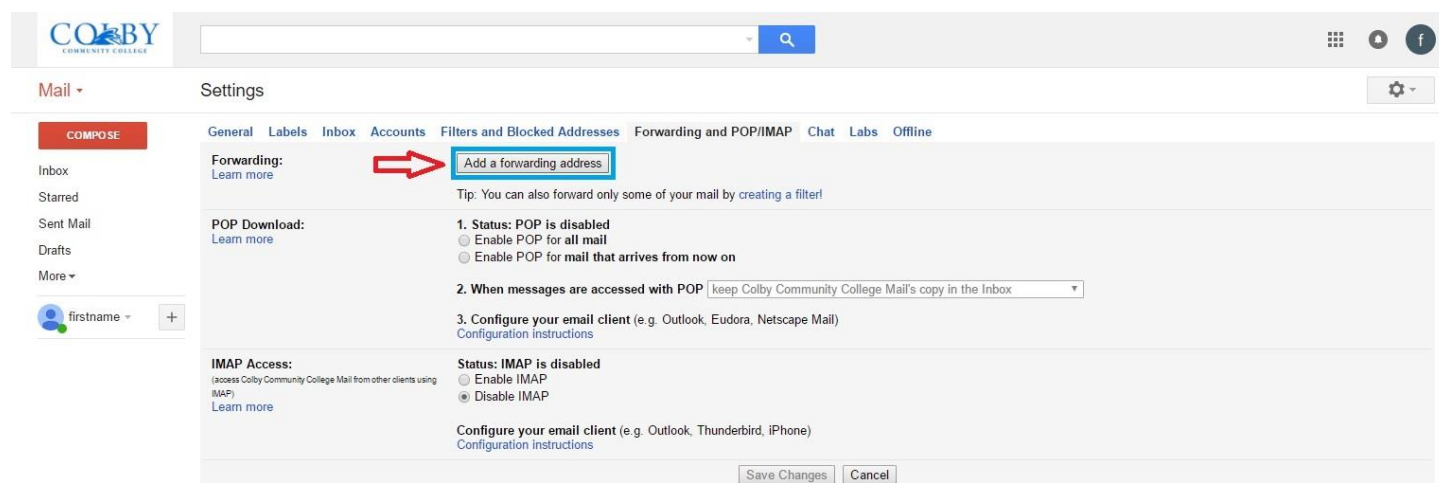 COLBY
COMMUNITY COLLEGE
f
Mail
Settings
COMPOSE
General Labels Inbox Accounts Filters and Blocked Addresses Forwarding and POP/IMAP Chat Labs Offline
Inbox
Starred
Sent Mail
Drafts
More
firstname
+
Forwarding:
Learn more
Add a forwarding address
Tip: You can also forward only some of your mail by creating a filter!
POP Download:
Learn more
1. Status: POP is disabled
Enable POP for all mail
Enable POP for mail that arrives from now on
2. When messages are accessed with POP keep Colby Community College Mail's copy in the Inbox
3. Configure your email client (e.g. Outlook, Eudora, Netscape Mail)
Configuration instructions
IMAP Access:
(access Colby Community College Mail from other clients using
IMAP)
Learn more
Status: IMAP is disabled
Enable IMAP
Disable IMAP
Configure your email client (e.g. Outlook, Thunderbird, iPhone)
Configuration instructions
Save Changes Cancel